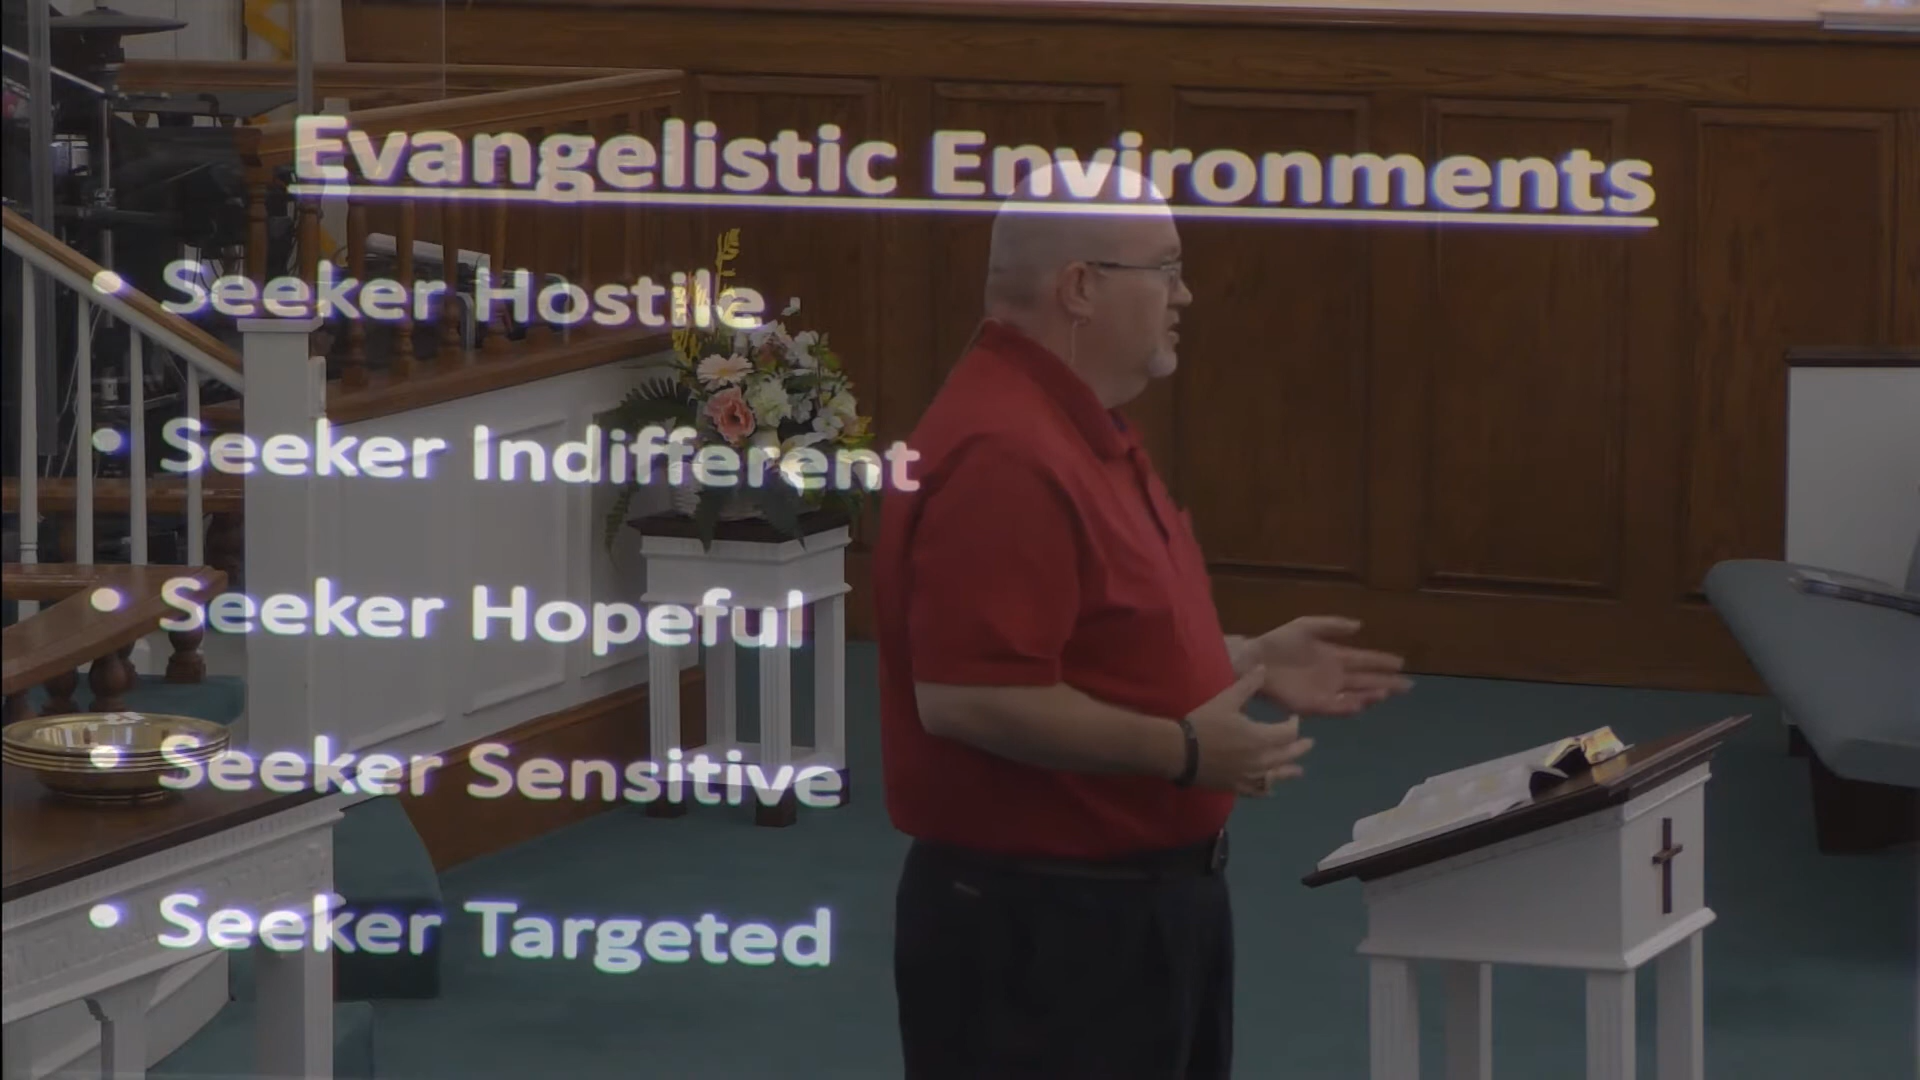 Evangelistic Environments
• Seeker Hostile
• Seeker Indifferent
• Seeker Hopeful
• Seeker Sensitive
• Seeker Targeted